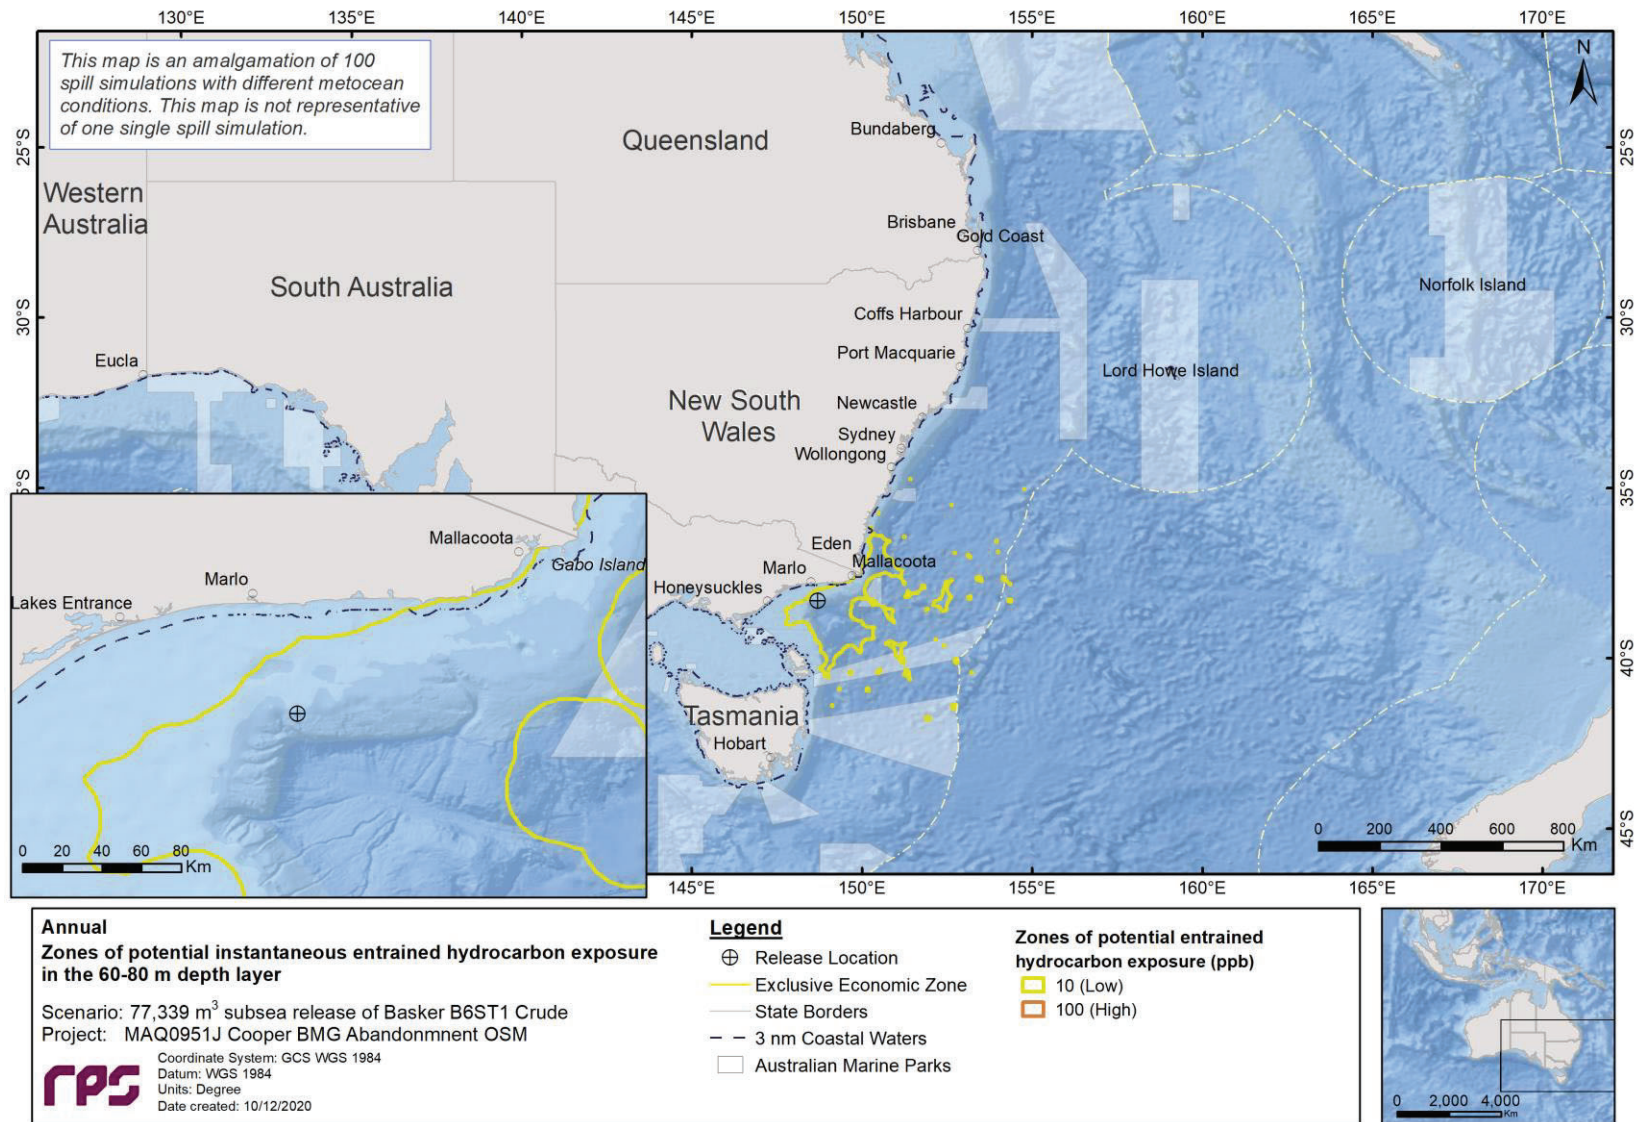 130°E
135°E
140°E
145°E
150°E
155°E
160°E
165°E
170°E
This map is an amalgamation of 100
spill simulations with different metocean
conditions. This map is not representative
of one single spill simulation.
N
25°S
25°S
Queensland
Bundaberg
Western
Australia
Brisbane
Gold Coast
South Australia
Norfolk Island
30°S
30°S
Coffs Harbour
Port Macquarie
Eucla
Lord Howe Island
New South
Wales
Newcastle
Sydney
Wollongong
5°S
35°S
Eden
Mallacoota
Marlo
Honeysuckles
40°S
Tasmania
Hobart
45°S
Mallacoota
Gabo Island
Marlo
Lakes Entrance
0 20 40 60 80
Km
0 200 400 600 800
Km
145°E
150°E
155°E
160°E
165°E
170°E
Annual
Zones of potential instantaneous entrained hydrocarbon exposure
in the 60-80 m depth layer
Scenario: 77,339 m³ subsea release of Basker B6ST1 Crude
Project: MAQ0951J Cooper BMG Abandonmnent OSM
rps
Coordinate System: GCS WGS 1984
Datum: WGS 1984
Units: Degree
Date created: 10/12/2020
Legend
Release Location
Exclusive Economic Zone
State Borders
3 nm Coastal Waters
Australian Marine Parks
Zones of potential entrained
hydrocarbon exposure (ppb)
10 (Low)
100 (High)
0 2,000 4,000
Km